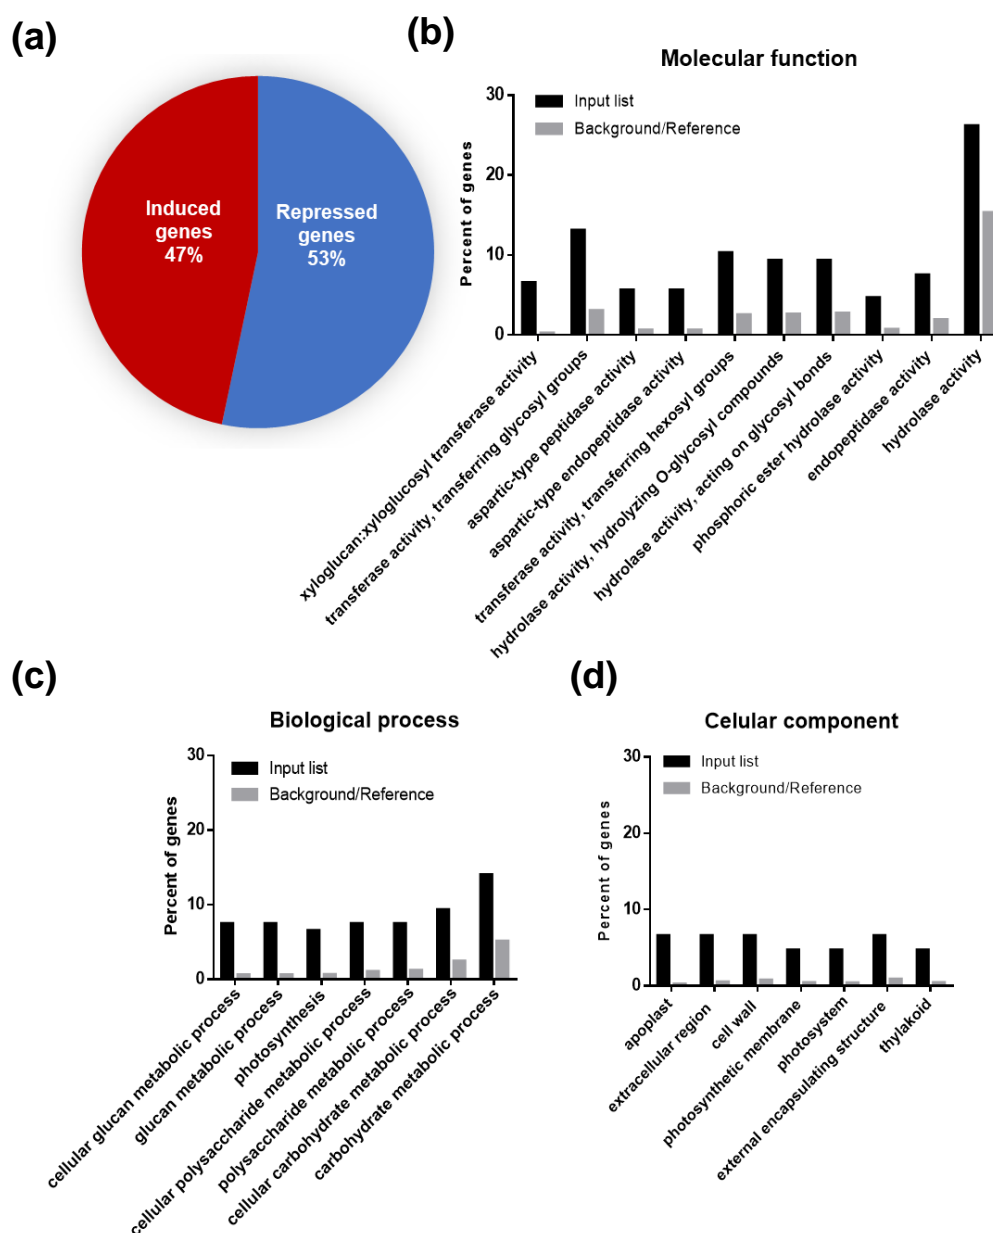 (a)
Induced
genes
47%
Repressed
genes
53%
(b)
Molecular function
Input list
Background/Reference
Percent of genes
30
20
10
0
xyloglucan:xyloglucosyl transferase activity
transferase activity, transferring glycosyl groups
aspartic-type peptidase activity
aspartic-type endopeptidase activity
transferase activity, transferring hexosyl groups
hydrolase activity, hydrolyzing O-glycosyl compounds
hydrolase activity, acting on glycosyl bonds
phosphoric ester hydrolase activity
endopeptidase activity
hydrolase activity
(c)
Biological process
Input list
Background/Reference
Percent of genes
30
20
10
0
cellular glucan metabolic process
glucan metabolic process
photosynthesis
cellular polysaccharide metabolic process
polysaccharide metabolic process
cellular carbohydrate metabolic process
carbohydrate metabolic process
(d)
Celular component
Input list
Background/Reference
Percent of genes
30
20
10
0
apoplast
extracellular region
cell wall
photosynthetic membrane
photosystem
external encapsulating structure
thylakoid